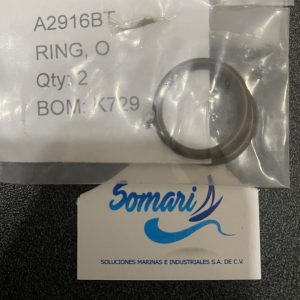 A2916BT
RING, O
Qty: 2
BOM: K729
Somari
SOLUCIONES MARINAS E INDUSTRIALES S.A. DE C.V.